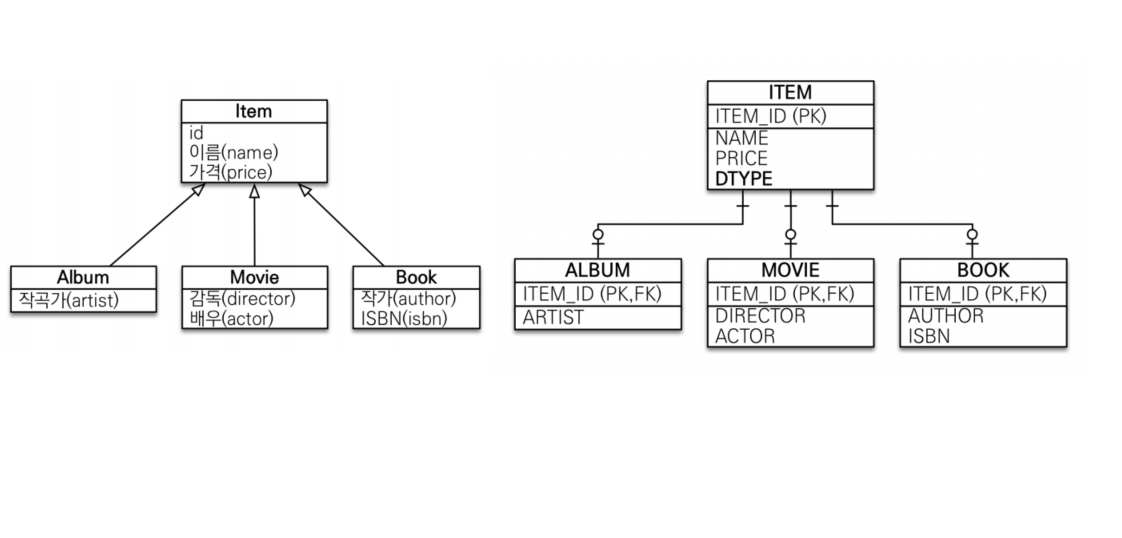 Item
id
이름(name)
가격(price)
Album
작곡가(artist)
Movie
감독(director)
배우(actor)
Book
작가(author)
ISBN(isbn)
ITEM
ITEM_ID (PK)
NAME
PRICE
DTYPE
ALBUM
ITEM_ID (PK,FK)
ARTIST
MOVIE
ITEM_ID (PK,FK)
DIRECTOR
ACTOR
BOOK
ITEM_ID (PK,FK)
AUTHOR
ISBN